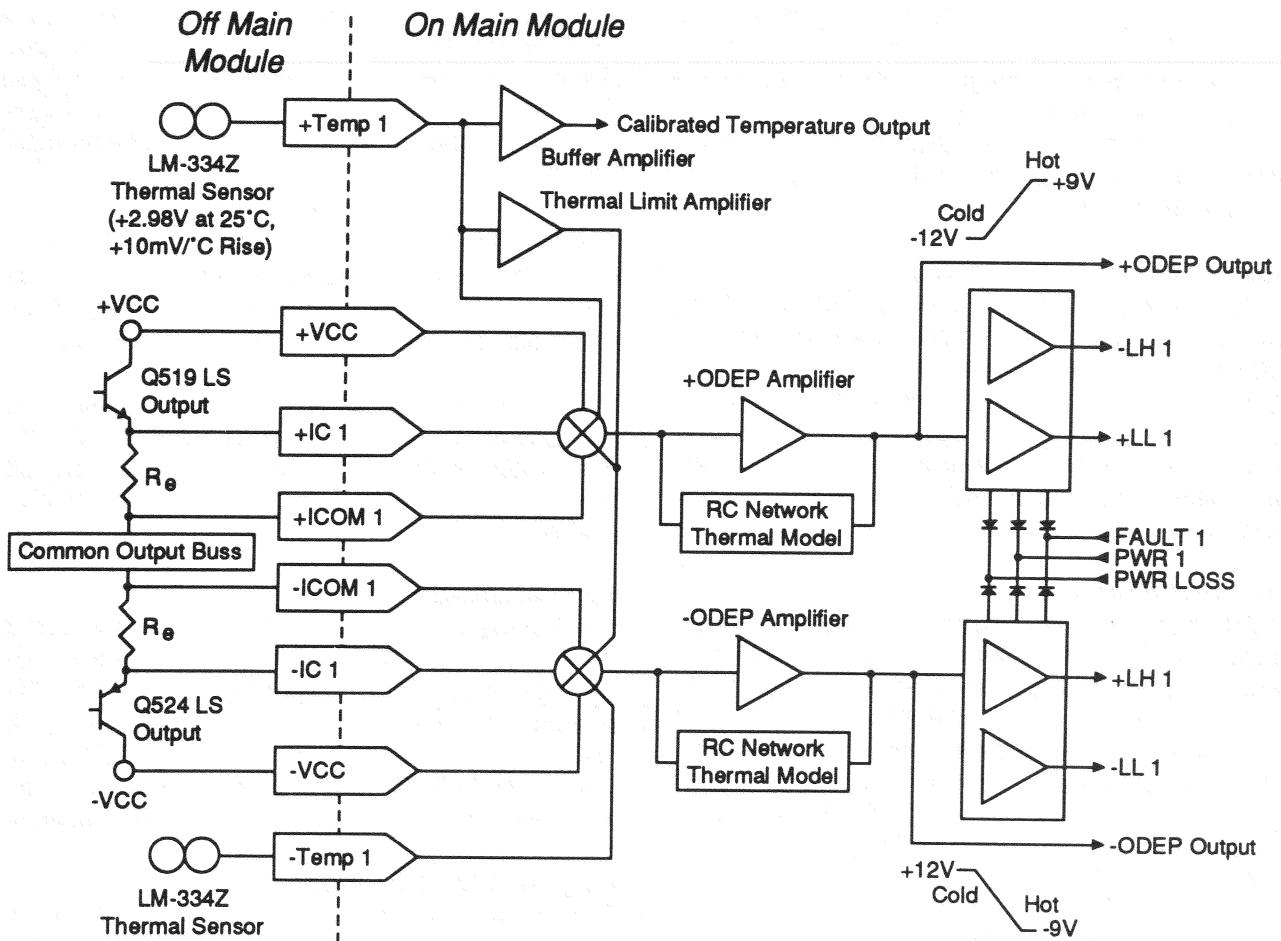 Off Main
Module
On Main Module
+Temp 1
Calibrated Temperature Output
Buffer Amplifier
LM-334Z
Thermal Sensor
(+2.98V at 25°C,
+10mV/°C Rise)
Thermal Limit Amplifier
Hot
+9V
Cold
-12V
+ODEP Output
+VCC
+VCC
Q519 LS
Output
-LH 1
+ODEP Amplifier
+IC 1
+LL 1
Re
RC Network
Thermal Model
+ICOM 1
Common Output Buss
FAULT 1
PWR 1
PWR LOSS
-ICOM 1
Re
-ODEP Amplifier
-IC 1
+LH 1
Q524 LS
Output
RC Network
Thermal Model
-VCC
-LL 1
-VCC
-Temp 1
-ODEP Output
LM-334Z
Thermal Sensor
+12V
Cold
Hot
-9V